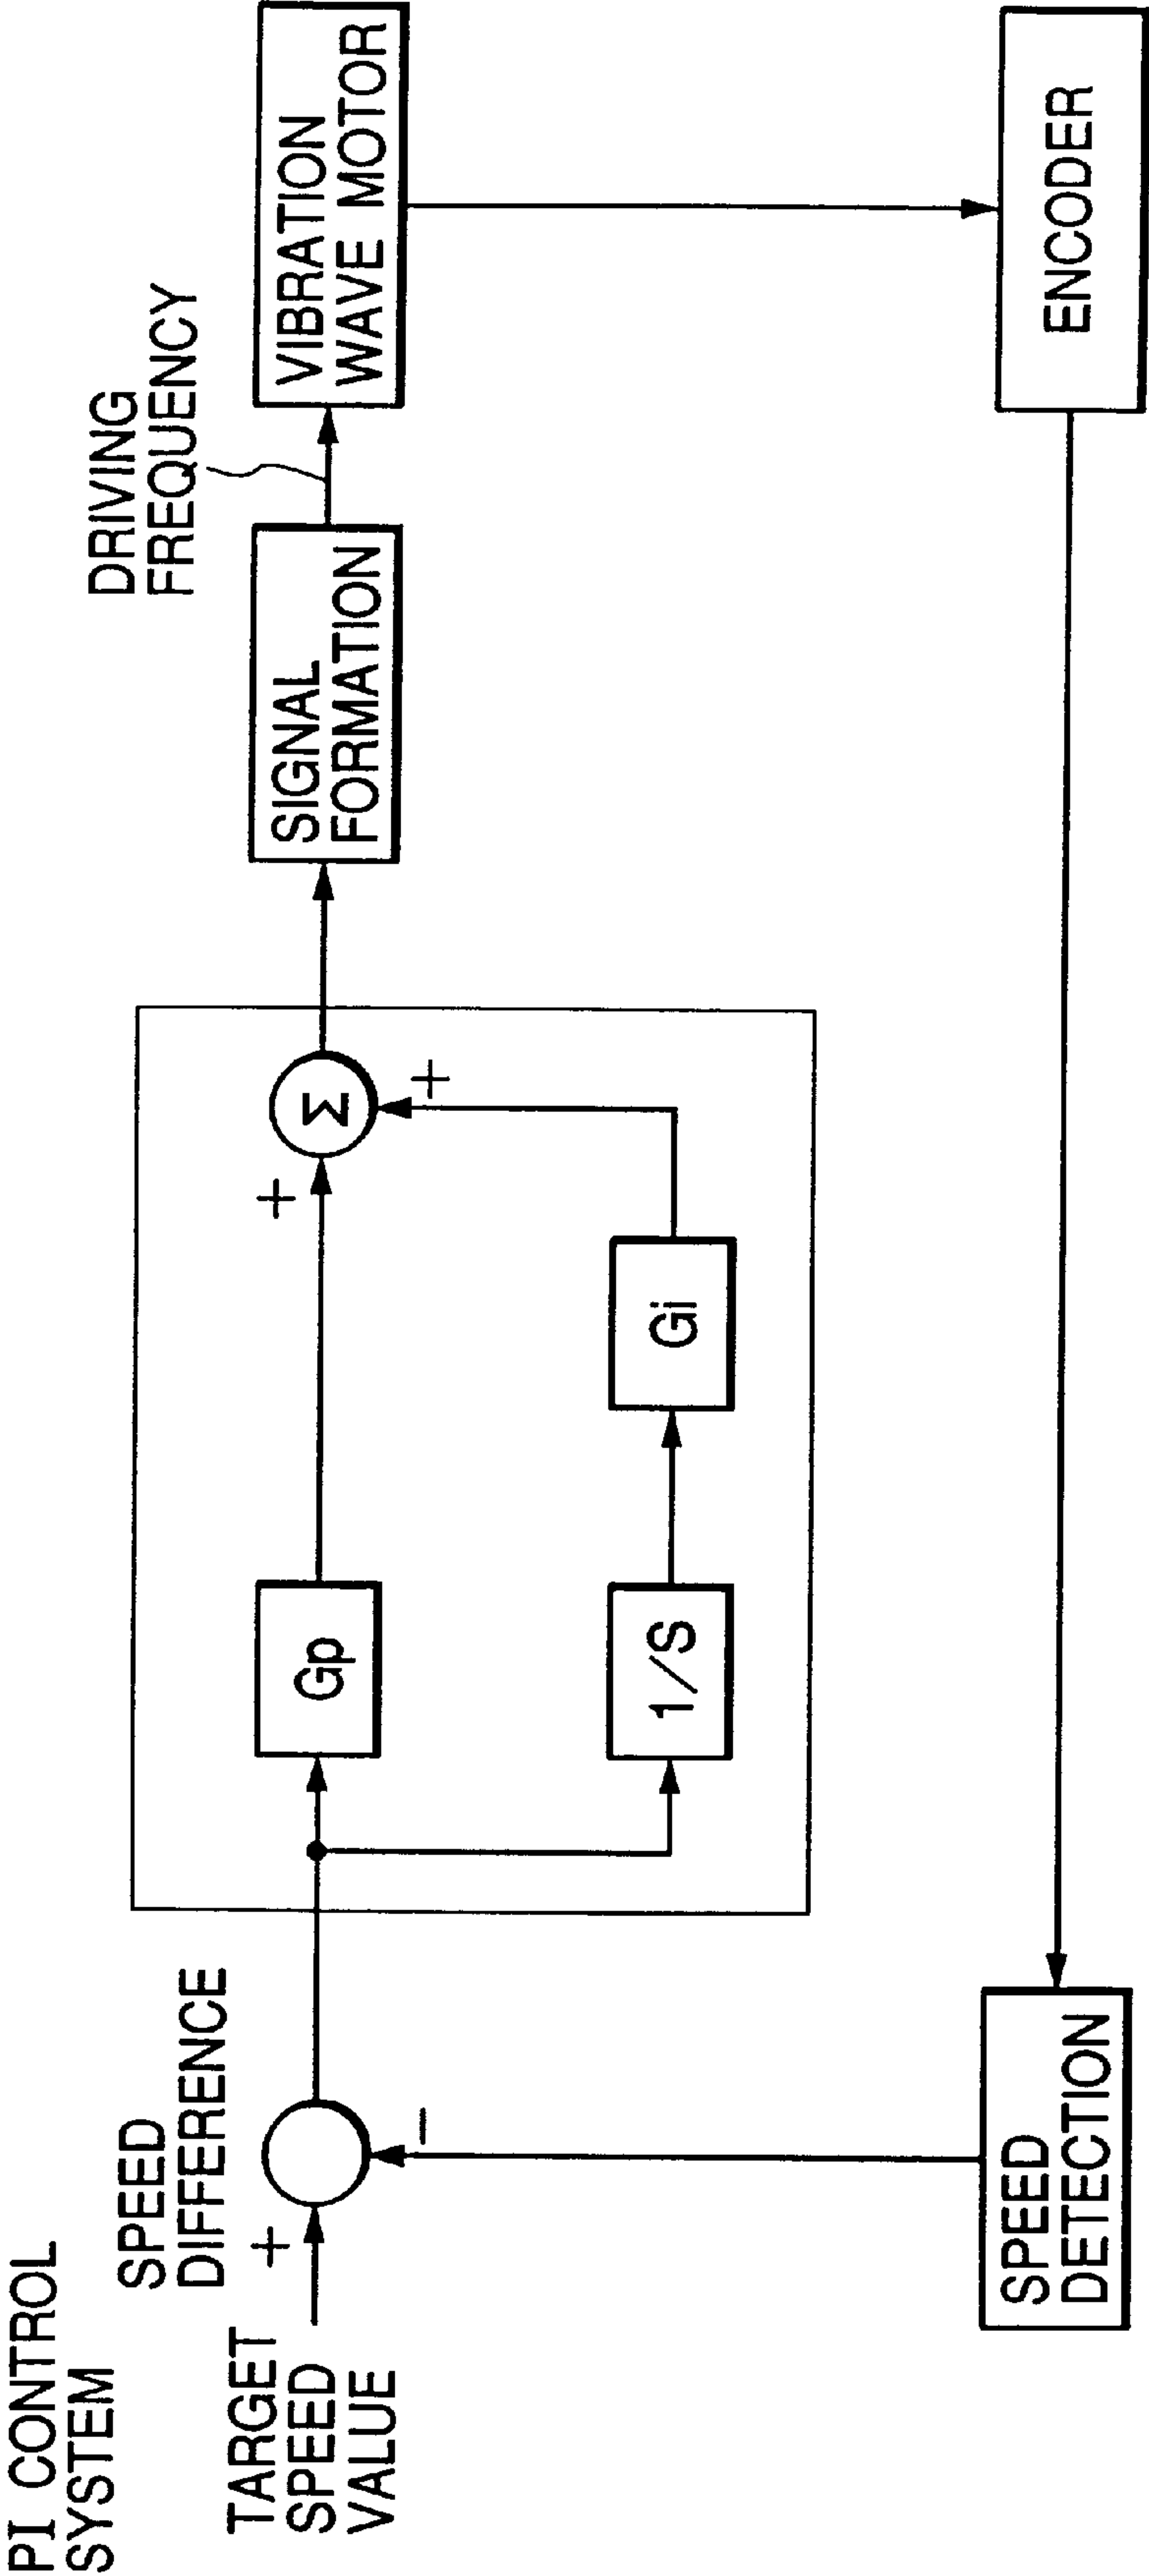 PI CONTROL
SYSTEM
TARGET
SPEED
VALUE
+
-
SPEED
DIFFERENCE
Gp
1/S
Gi
+
+
Σ
SIGNAL
FORMATION
DRIVING
FREQUENCY
VIBRATION
WAVE MOTOR
ENCODER
SPEED
DETECTION